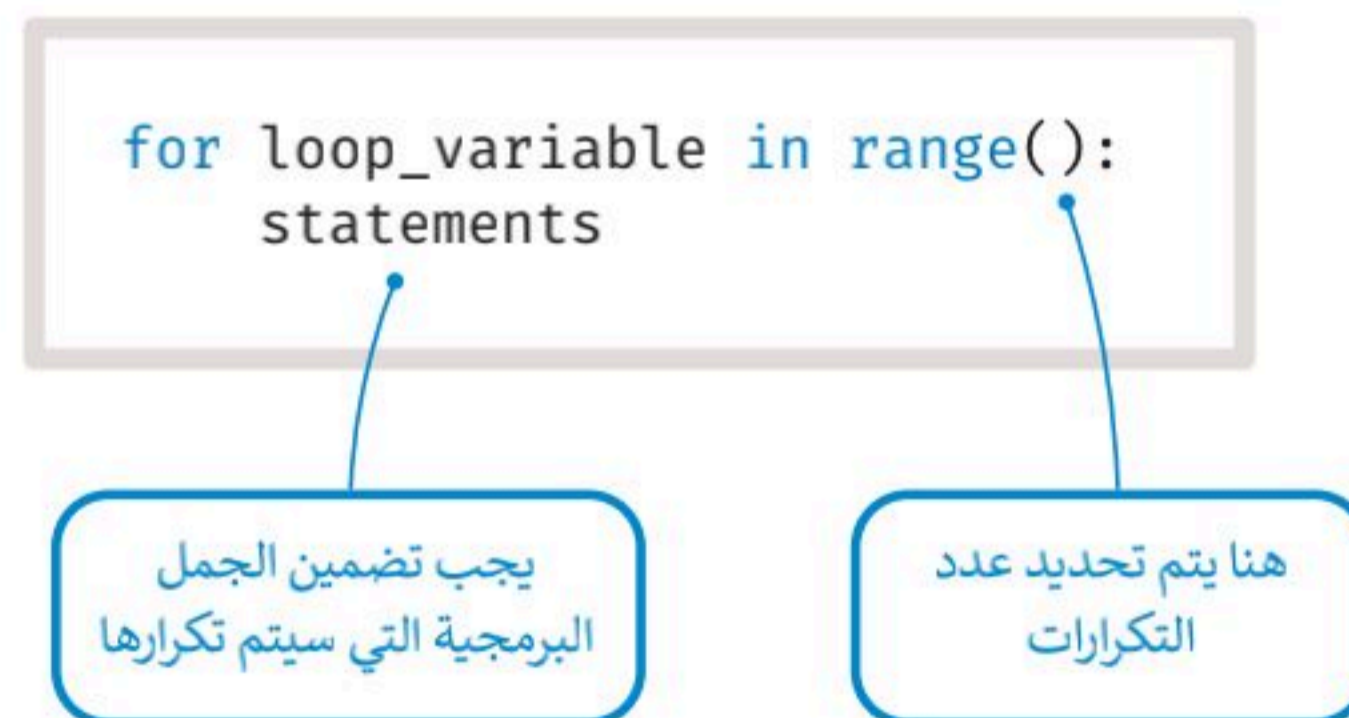 for loop_variable in range():
    statements
هنا يتم تحديد عدد
التكرارات
يجب تضمين الجمل
البرمجية التي سيتم تكرارها